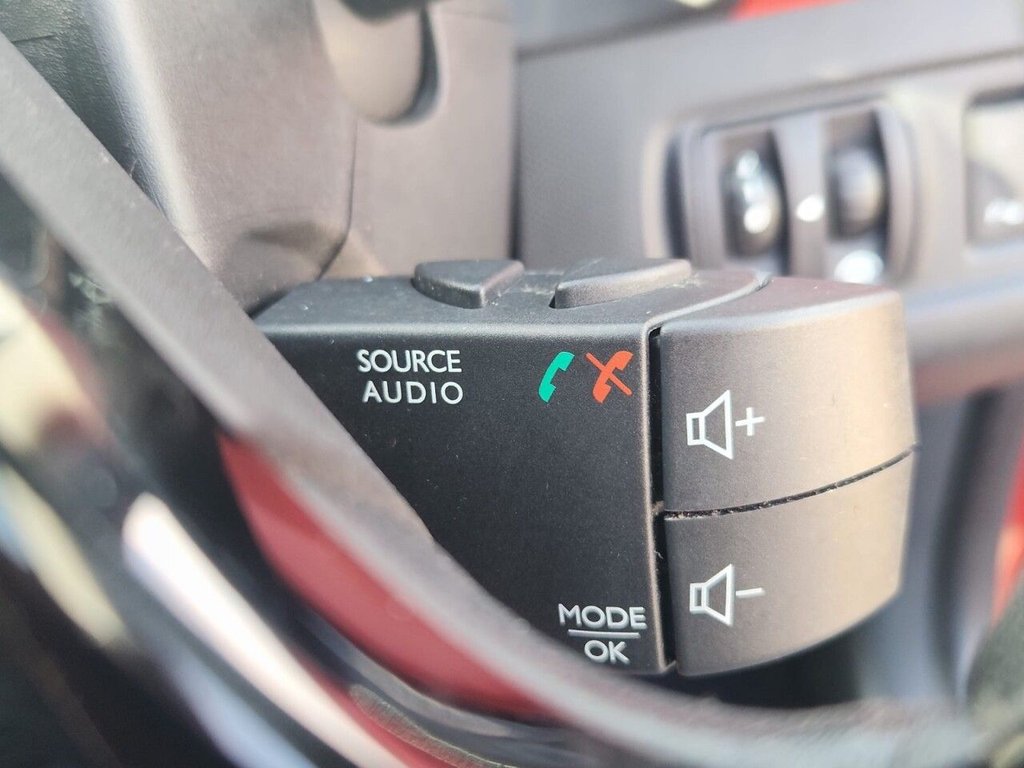 SOURCE
AUDIO
+
-
MODE
OK